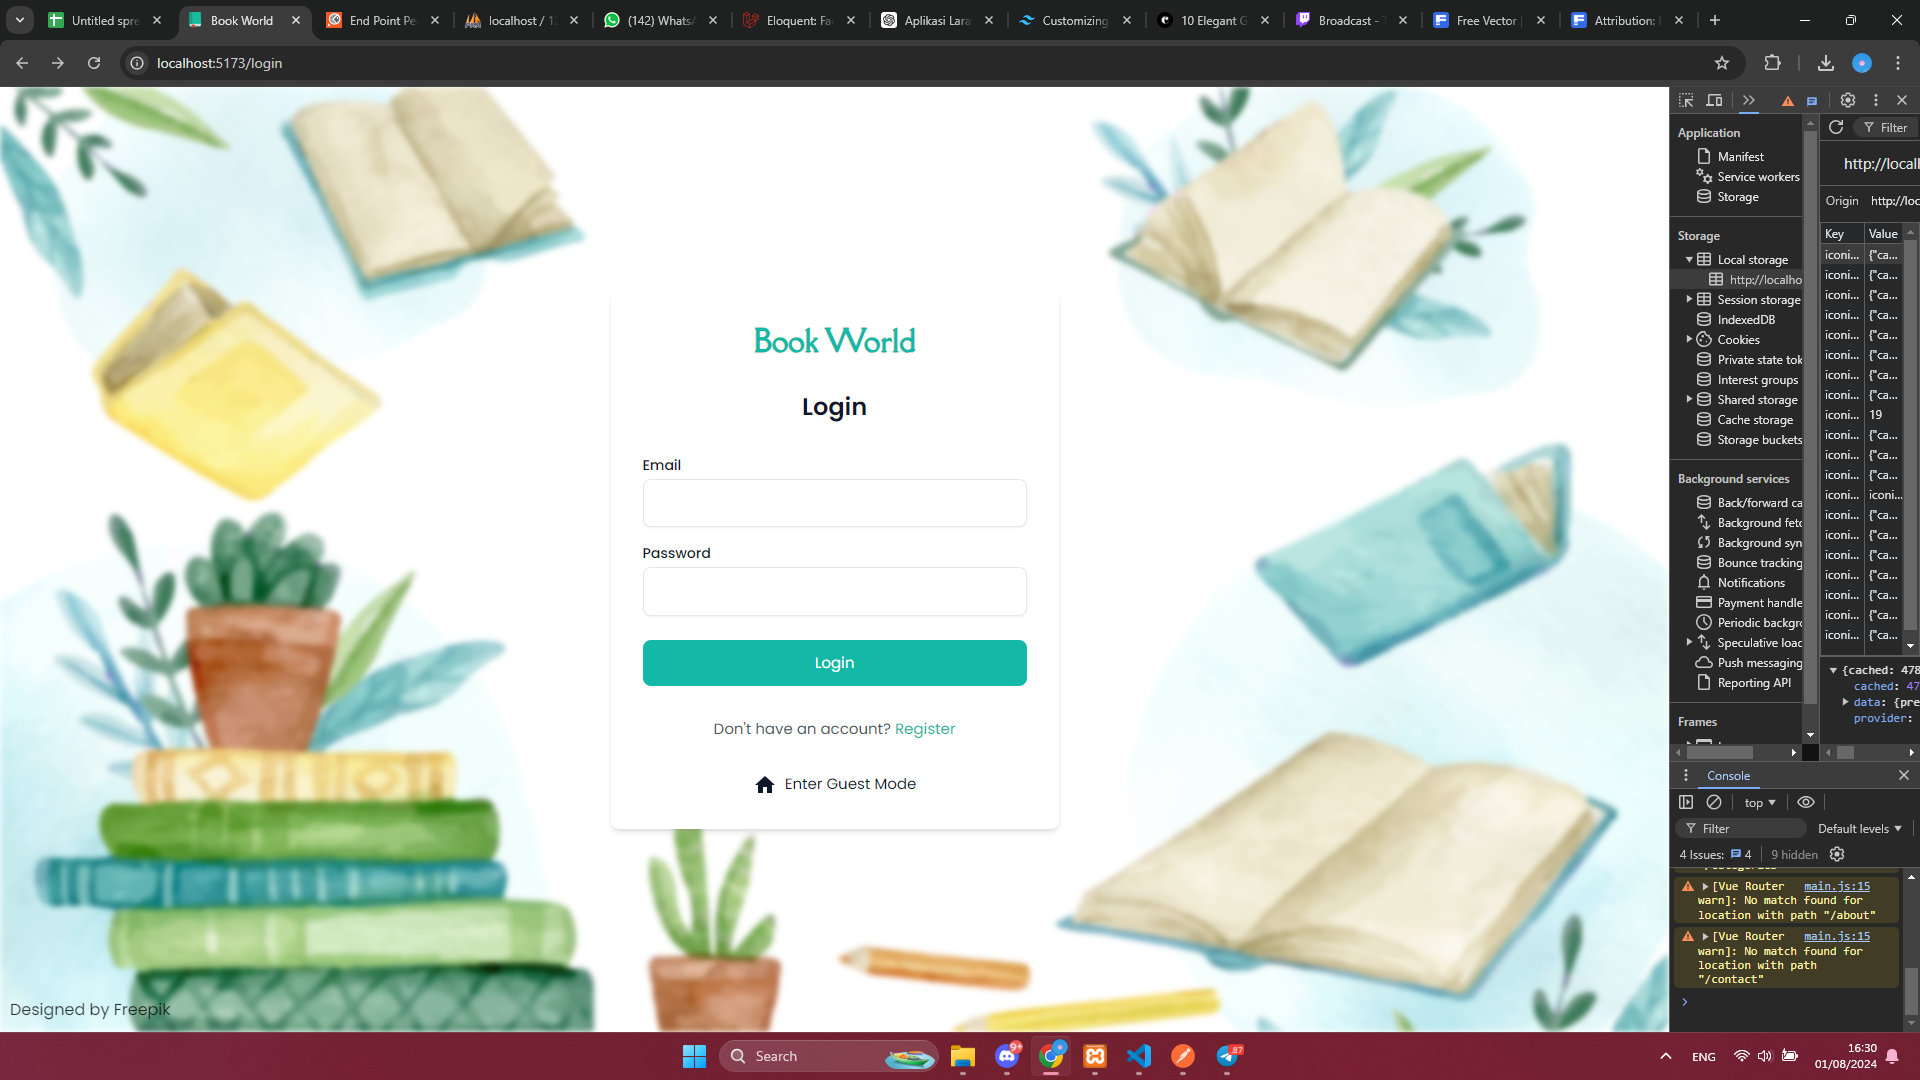 Untitled spre
Book World
End Point Pe
localhost / 12
(142) Whats
Eloquent: Fa
Aplikasi Lara
Customizing
10 Elegant G
Broadcast - T
Free Vector
Attribution:
localhost:5173/login
Book World
Login
Email
Password
Login
Don't have an account? Register
Enter Guest Mode
Designed by Freepik
Application
Manifest
Service workers
Storage
Storage
Local storage
http://localho
Session storage
IndexedDB
Cookies
Private state tok
Interest groups
Shared storage
Cache storage
Storage buckets
Background services
Back/forward ca
Background fetc
Background syn
Bounce tracking
Notifications
Payment handle
Periodic backgro
Speculative load
Push messaging
Reporting API
Frames
Filter
http://local
Origin http://loc
Key Value
iconi... {"ca...
iconi... {"ca...
iconi... {"ca...
iconi... {"ca...
iconi... {"ca...
iconi... {"ca...
iconi... {"ca...
iconi... {"ca...
iconi... 19
iconi... {"ca...
iconi... {"ca...
iconi... {"ca...
iconi... iconi...
iconi... {"ca...
iconi... {"ca...
iconi... {"ca...
iconi... {"ca...
iconi... {"ca...
iconi... {"ca...
iconi... {"ca...
{cached: 478
cached: 47
data: {pre
provider:
Console
top
Filter
Default levels
4 Issues: 4
9 hidden
[Vue Router main.js:15
warn]: No match found for
location with path "/about"
[Vue Router main.js:15
warn]: No match found for
location with path
"/contact"
Search
9+
87
ENG
16:30
01/08/2024